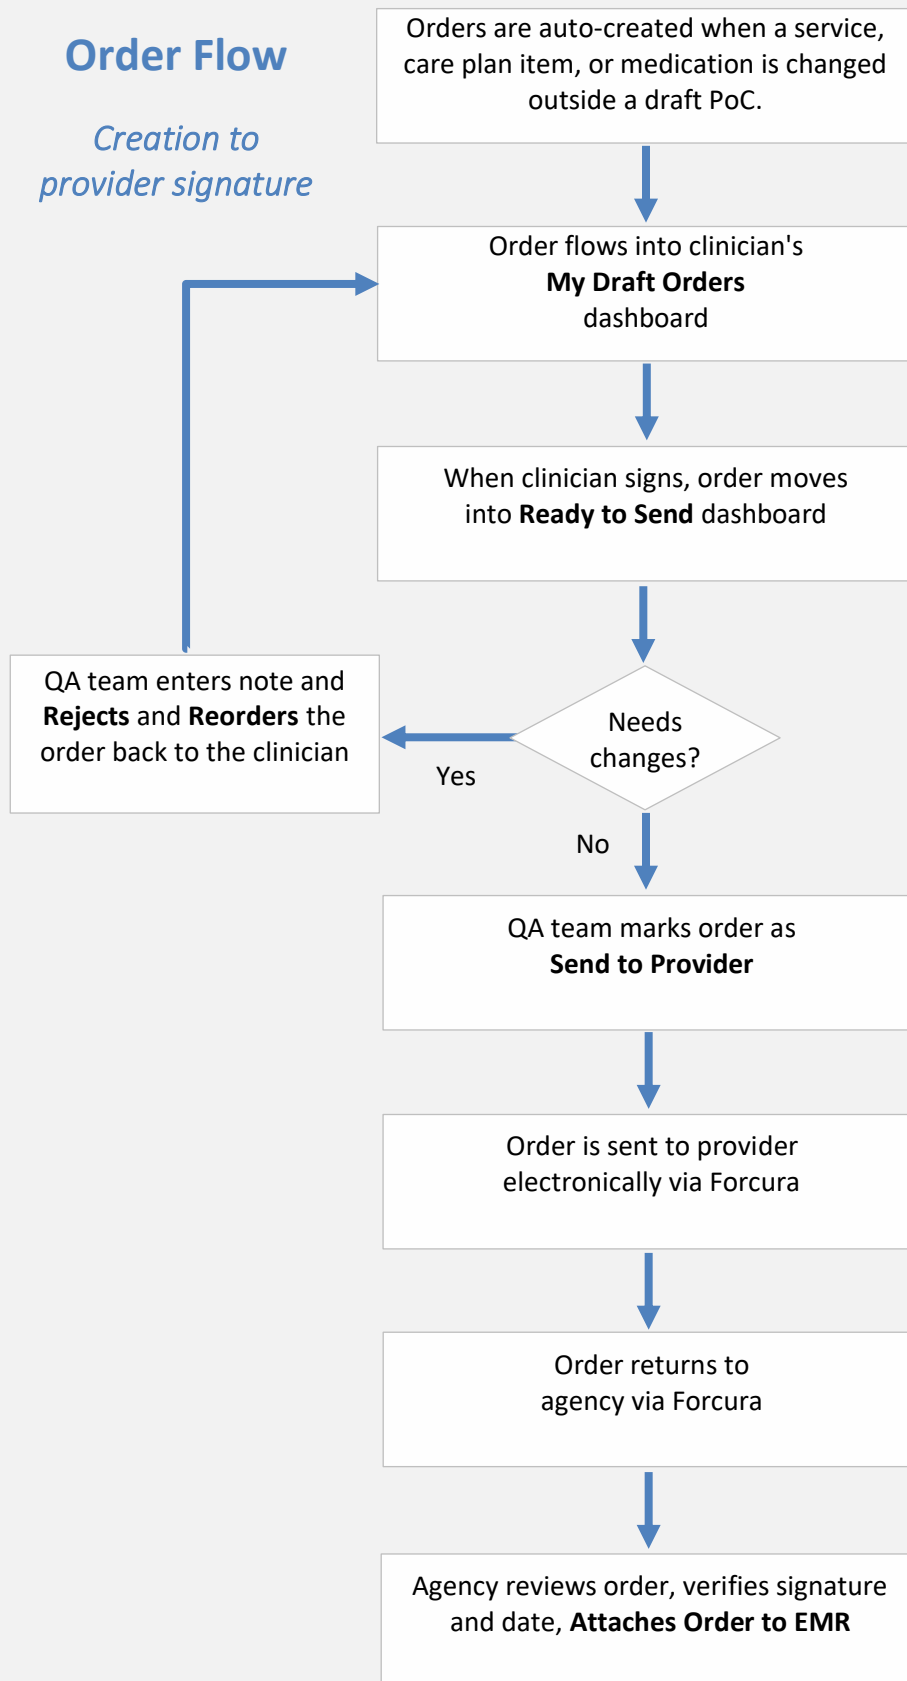 Order Flow
Creation to
provider signature
Orders are auto-created when a service,
care plan item, or medication is changed
outside a draft PoC.
Order flows into clinician's
My Draft Orders
dashboard
When clinician signs, order moves
into Ready to Send dashboard
Needs
changes?
Yes
QA team enters note and
Rejects and Reorders the
order back to the clinician
No
QA team marks order as
Send to Provider
Order is sent to provider
electronically via Forcura
Order returns to
agency via Forcura
Agency reviews order, verifies signature
and date, Attaches Order to EMR